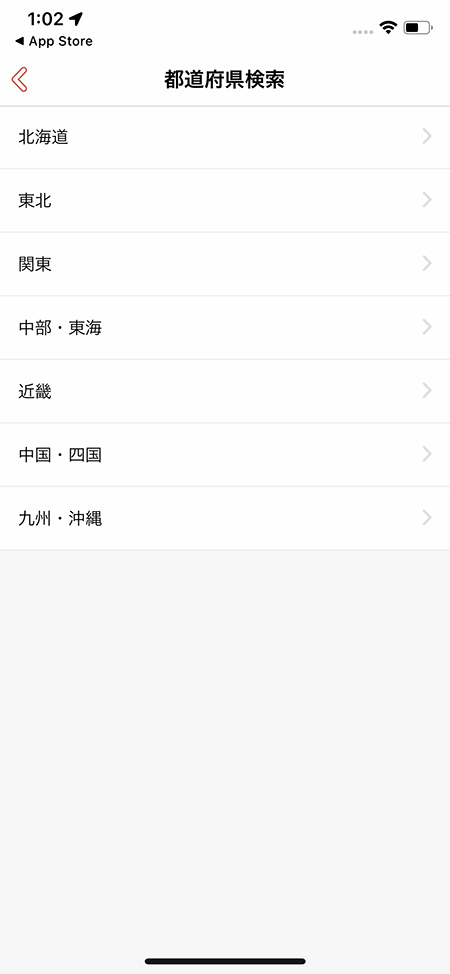 1:02
◀ App Store
都道府県検索
北海道
東北
関東
中部・東海
近畿
中国・四国
九州・沖縄